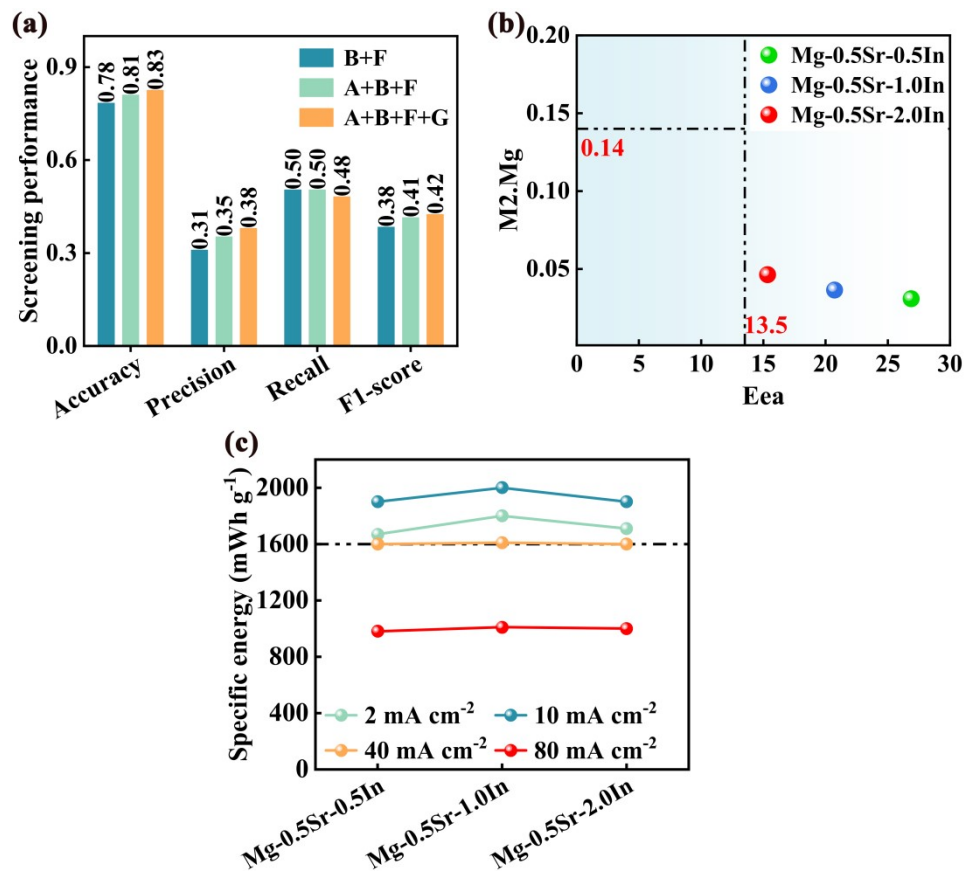 (a)
Screening performance
0.9
0.6
0.3
0.0
B+F
A+B+F
A+B+F+G
0.78
0.81
0.83
0.31
0.35
0.38
0.50
0.50
0.48
0.38
0.41
0.42
Accuracy
Precision
Recall
F1-score
(b)
M2.Mg
0.20
0.15
0.10
0.05
Mg-0.5Sr-0.5In
Mg-0.5Sr-1.0In
Mg-0.5Sr-2.0In
0.14
13.5
0 5 10 15 20 25 30
Eea
(c)
Specific energy (mWh g⁻¹)
2000
1600
1200
800
400
0
2 mA cm⁻² 10 mA cm⁻²
40 mA cm⁻² 80 mA cm⁻²
Mg-0.5Sr-0.5In
Mg-0.5Sr-1.0In
Mg-0.5Sr-2.0In